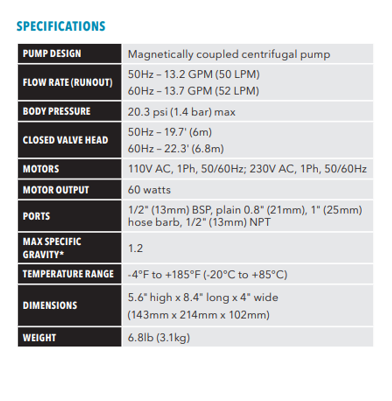 SPECIFICATIONS
PUMP DESIGN Magnetically coupled centrifugal pump
FLOW RATE (RUNOUT) 50Hz – 13.2 GPM (50 LPM)
60Hz – 13.7 GPM (52 LPM)
BODY PRESSURE 20.3 psi (1.4 bar) max
CLOSED VALVE HEAD 50Hz – 19.7' (6m)
60Hz – 22.3' (6.8m)
MOTORS 110V AC, 1Ph, 50/60Hz; 230V AC, 1Ph, 50/60Hz
MOTOR OUTPUT 60 watts
PORTS 1/2" (13mm) BSP, plain 0.8" (21mm), 1" (25mm)
hose barb, 1/2" (13mm) NPT
MAX SPECIFIC
GRAVITY* 1.2
TEMPERATURE RANGE -4°F to +185°F (-20°C to +85°C)
DIMENSIONS 5.6" high x 8.4" long x 4" wide
(143mm x 214mm x 102mm)
WEIGHT 6.8lb (3.1kg)